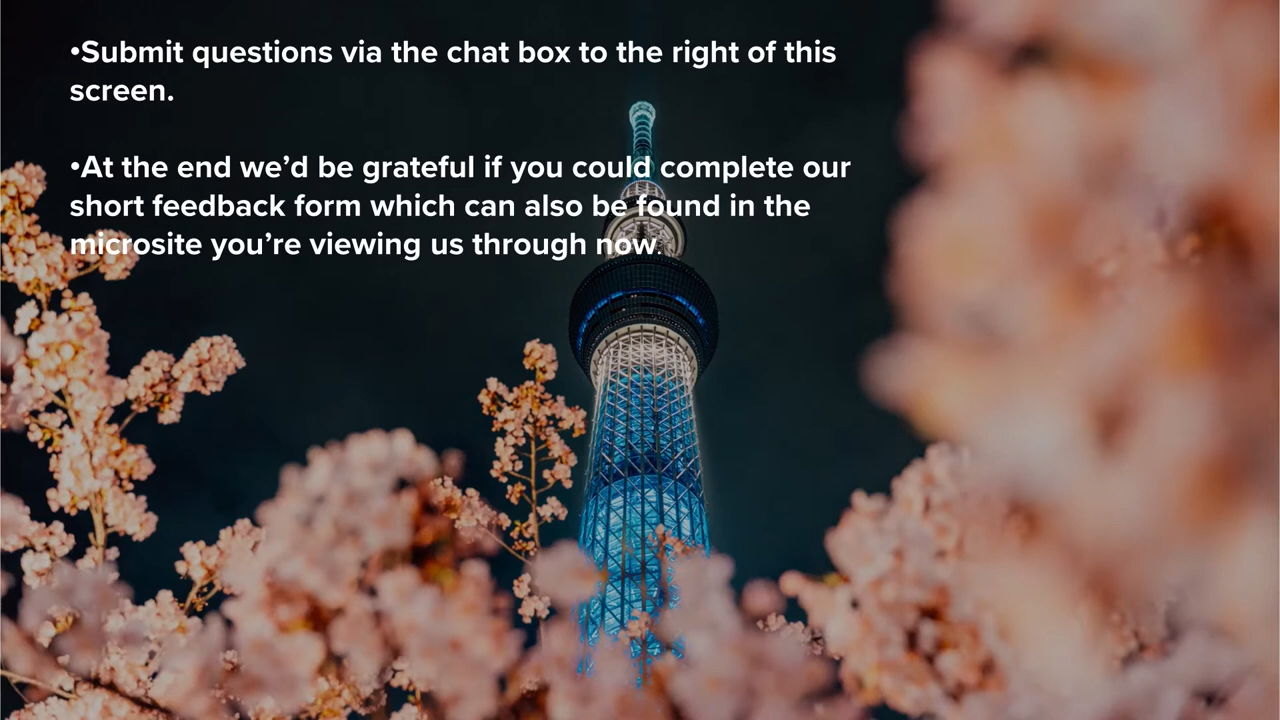 •Submit questions via the chat box to the right of this
screen.
•At the end we’d be grateful if you could complete our
short feedback form which can also be found in the
microsite you’re viewing us through now.